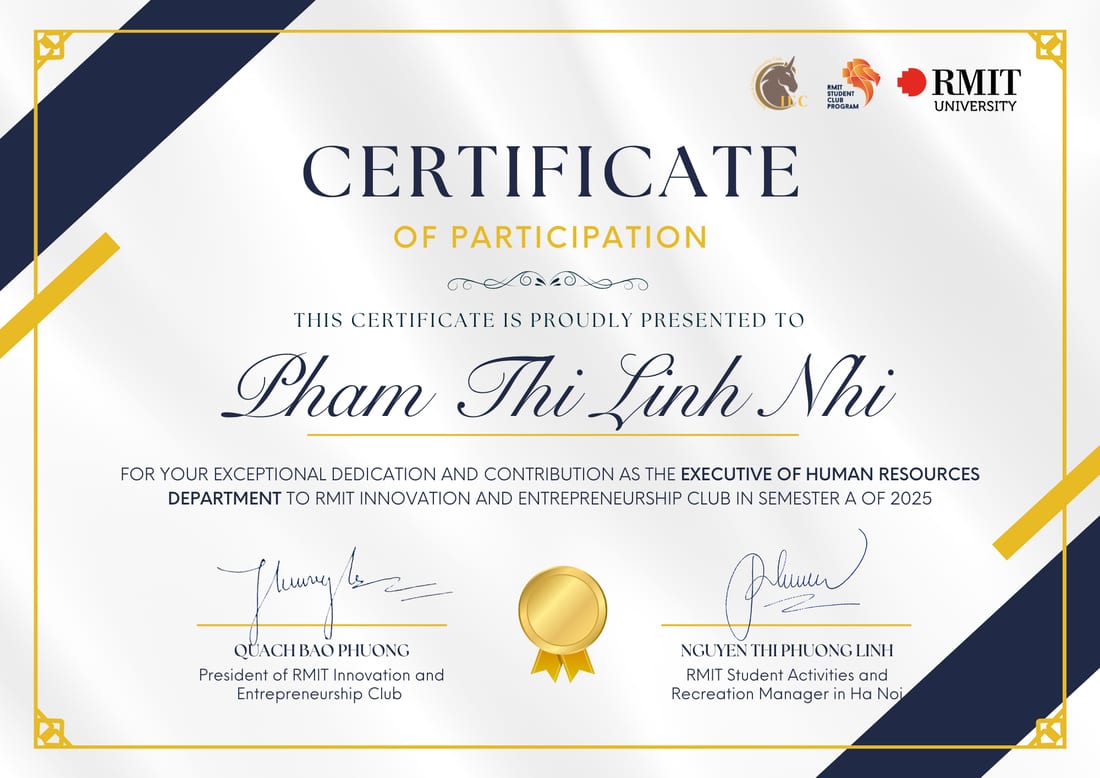 IEC
RMIT
STUDENT
CLUB
PROGRAM
RMIT
UNIVERSITY
CERTIFICATE
OF PARTICIPATION
THIS CERTIFICATE IS PROUDLY PRESENTED TO
Pham Thi Linh Nhi
FOR YOUR EXCEPTIONAL DEDICATION AND CONTRIBUTION AS THE EXECUTIVE OF HUMAN RESOURCES
DEPARTMENT TO RMIT INNOVATION AND ENTREPRENEURSHIP CLUB IN SEMESTER A OF 2025
QUACH BAO PHUONG
President of RMIT Innovation and
Entrepreneurship Club
NGUYEN THI PHUONG LINH
RMIT Student Activities and
Recreation Manager in Ha Noi